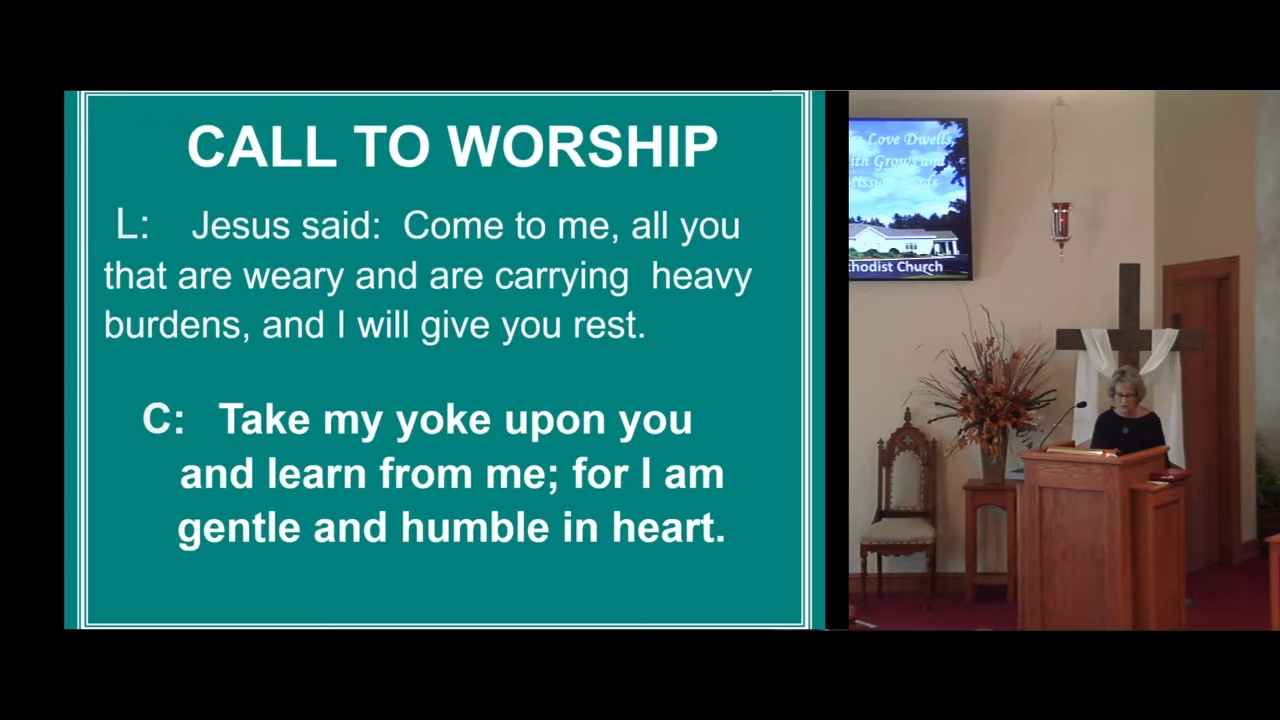 CALL TO WORSHIP
L: Jesus said: Come to me, all you
that are weary and are carrying heavy
burdens, and I will give you rest.
C: Take my yoke upon you
and learn from me; for I am
gentle and humble in heart.
Love Dwells,
Grows and
Church